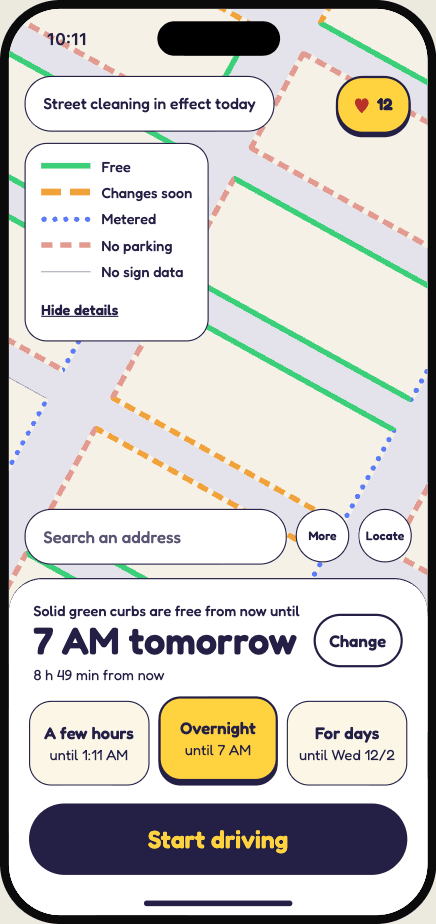 10:11
Street cleaning in effect today
12
Free
Changes soon
Metered
No parking
No sign data
Hide details
Search an address
More
Locate
Solid green curbs are free from now until
7 AM tomorrow
Change
8 h 49 min from now
A few hours
until 1:11 AM
Overnight
until 7 AM
For days
until Wed 12/2
Start driving